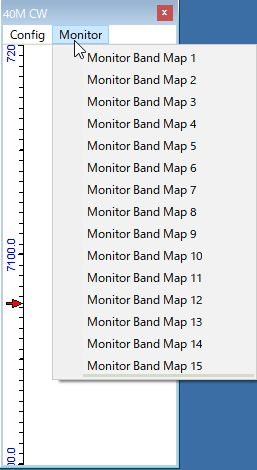 40M CW
Config Monitor
720
Monitor Band Map 1
Monitor Band Map 2
Monitor Band Map 3
Monitor Band Map 4
Monitor Band Map 5
Monitor Band Map 6
Monitor Band Map 7
Monitor Band Map 8
Monitor Band Map 9
7100.0
Monitor Band Map 10
Monitor Band Map 11
Monitor Band Map 12
Monitor Band Map 13
Monitor Band Map 14
Monitor Band Map 15